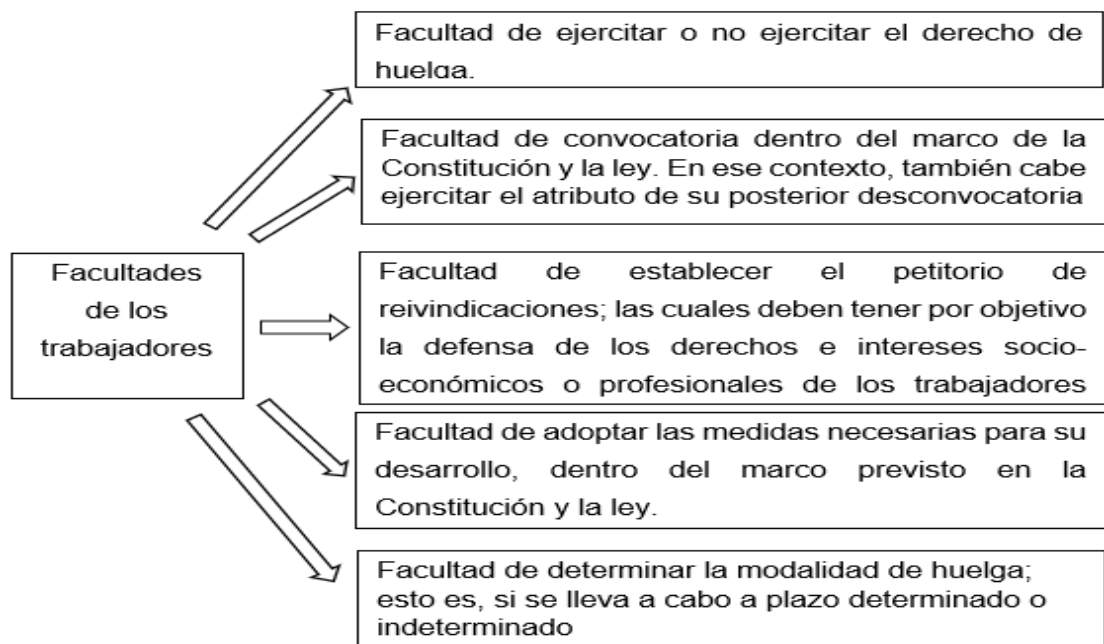 Facultad de ejercitar o no ejercitar el derecho de
huelga.
Facultad de convocatoria dentro del marco de la
Constitución y la ley. En ese contexto, también cabe
ejercitar el atributo de su posterior desconvocatoria
Facultades
de los
trabajadores
Facultad de establecer el petitorio de
reivindicaciones; las cuales deben tener por objetivo
la defensa de los derechos e intereses socio-
económicos o profesionales de los trabajadores
Facultad de adoptar las medidas necesarias para su
desarrollo, dentro del marco previsto en la
Constitución y la ley.
Facultad de determinar la modalidad de huelga;
esto es, si se lleva a cabo a plazo determinado o
indeterminado